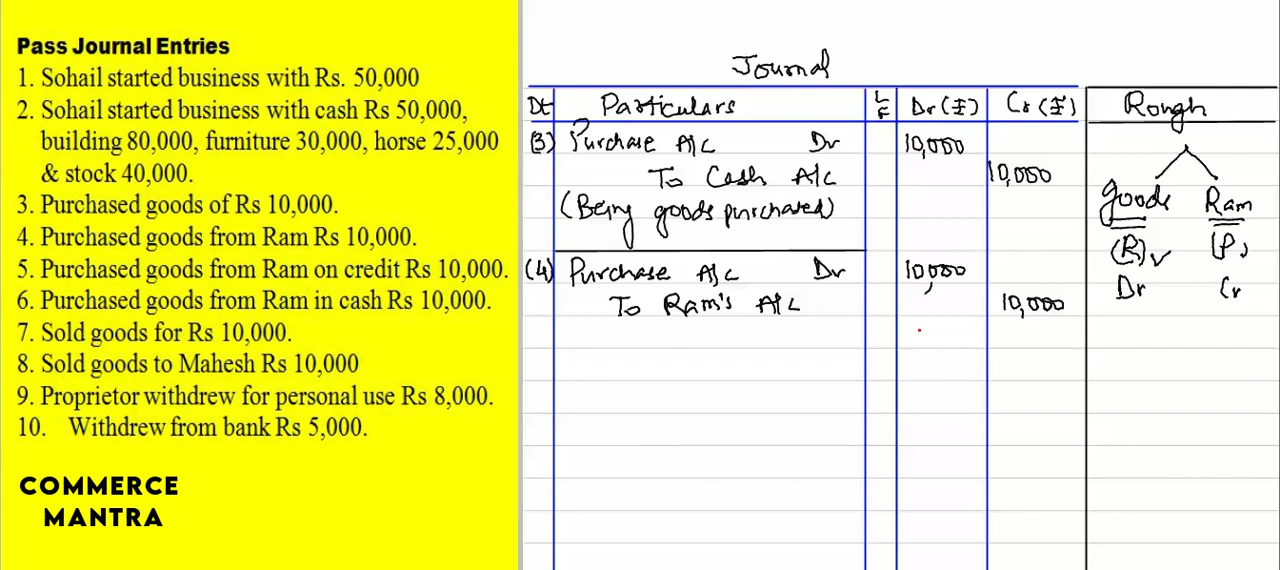 Pass Journal Entries
1. Sohail started business with Rs. 50,000
2. Sohail started business with cash Rs 50,000,
building 80,000, furniture 30,000, horse 25,000
& stock 40,000.
3. Purchased goods of Rs 10,000.
4. Purchased goods from Ram Rs 10,000.
5. Purchased goods from Ram on credit Rs 10,000.
6. Purchased goods from Ram in cash Rs 10,000.
7. Sold goods for Rs 10,000.
8. Sold goods to Mahesh Rs 10,000
9. Proprietor withdrew for personal use Rs 8,000.
10. Withdrew from bank Rs 5,000.
COMMERCE
MANTRA
Journal
Dt Particulars LF Dr (₹) Cr (₹)
(3) Purchase A/C Dr 10,000
To Cash A/C 10,000
(Being goods purchased)
(4) Purchase A/C Dr 10,000
To Ram's A/C 10,000
Rough
goods Ram
(R) (P)
Dr Cr